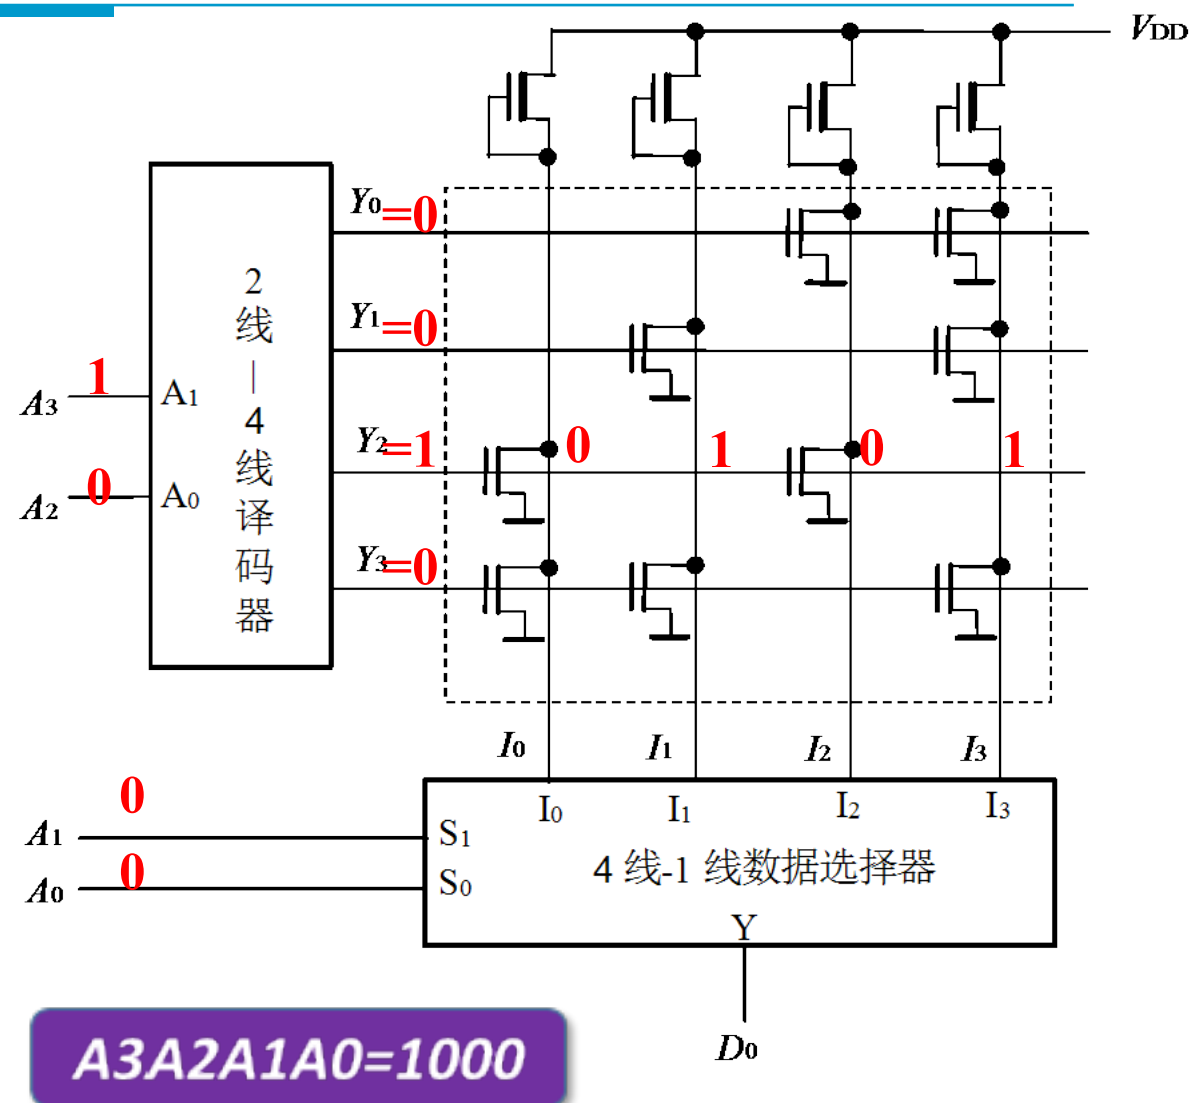 VDD
Y0=0
2线—4线译码器
Y1=0
A3 1 A1
Y2=1 0 1 0 1
A2 0 A0
Y3=0
I0 I1 I2 I3
0
I0 I1 I2 I3
A1 S1
4线-1线数据选择器
0
A0 S0
Y
D0
A3A2A1A0=1000